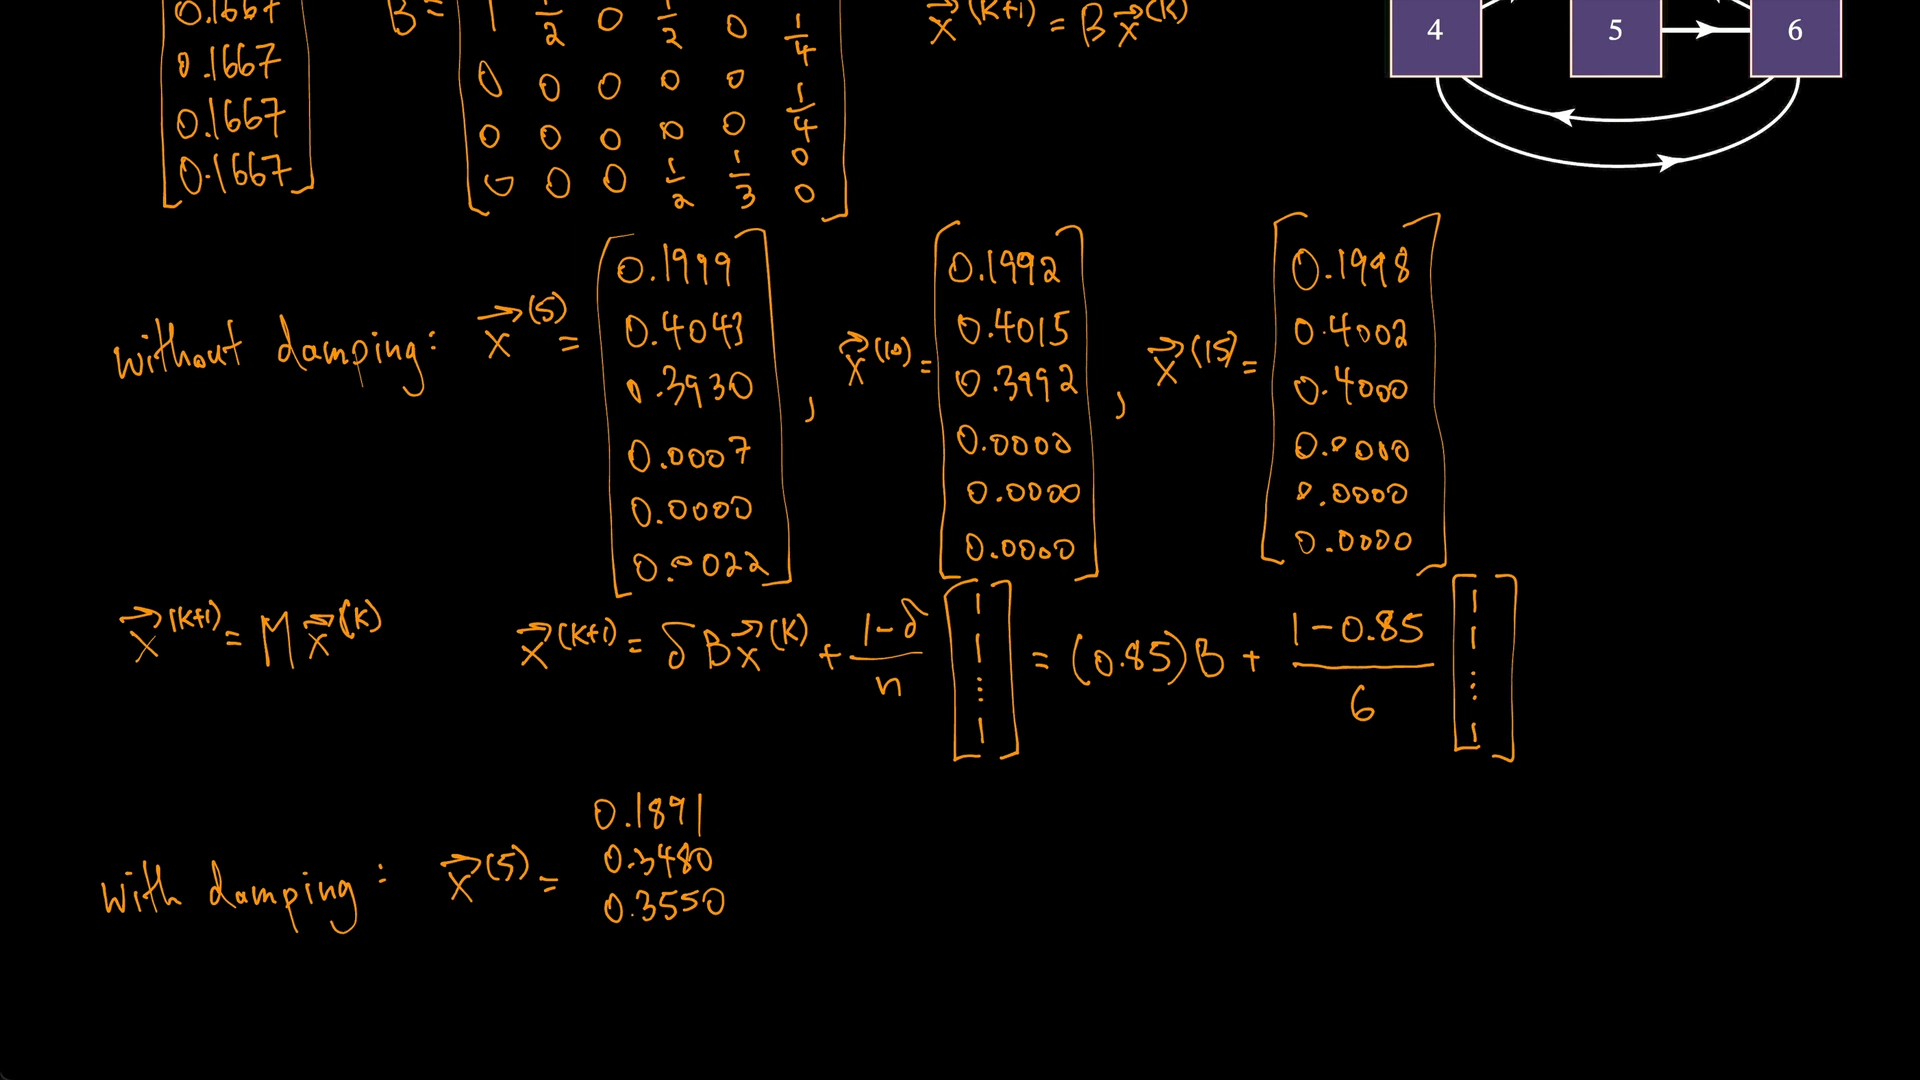 0.1667
0.1667
0.1667
0.1667
B =
1 1/2 0 1/2 0 1/4
0 0 0 0 0 1/4
0 0 0 0 0 0
0 0 0 1/2 1/3 0
x^(k+1) = B x^(k)
4 5 6
without damping: x^(5) =
0.1999
0.4043
0.3930
0.0007
0.0000
0.0022
, x^(10) =
0.1992
0.4015
0.3992
0.0000
0.0000
0.0000
, x^(15) =
0.1998
0.4002
0.4000
0.0000
0.0000
0.0000
x^(k+1) = M x^(k)
x^(k+1) = δ B x^(k) + (1-δ)/n [1 1 ⋮ 1] = (0.85)B + (1-0.85)/6 [1 1 ⋮ 1]
with damping: x^(5) =
0.1891
0.3480
0.3550